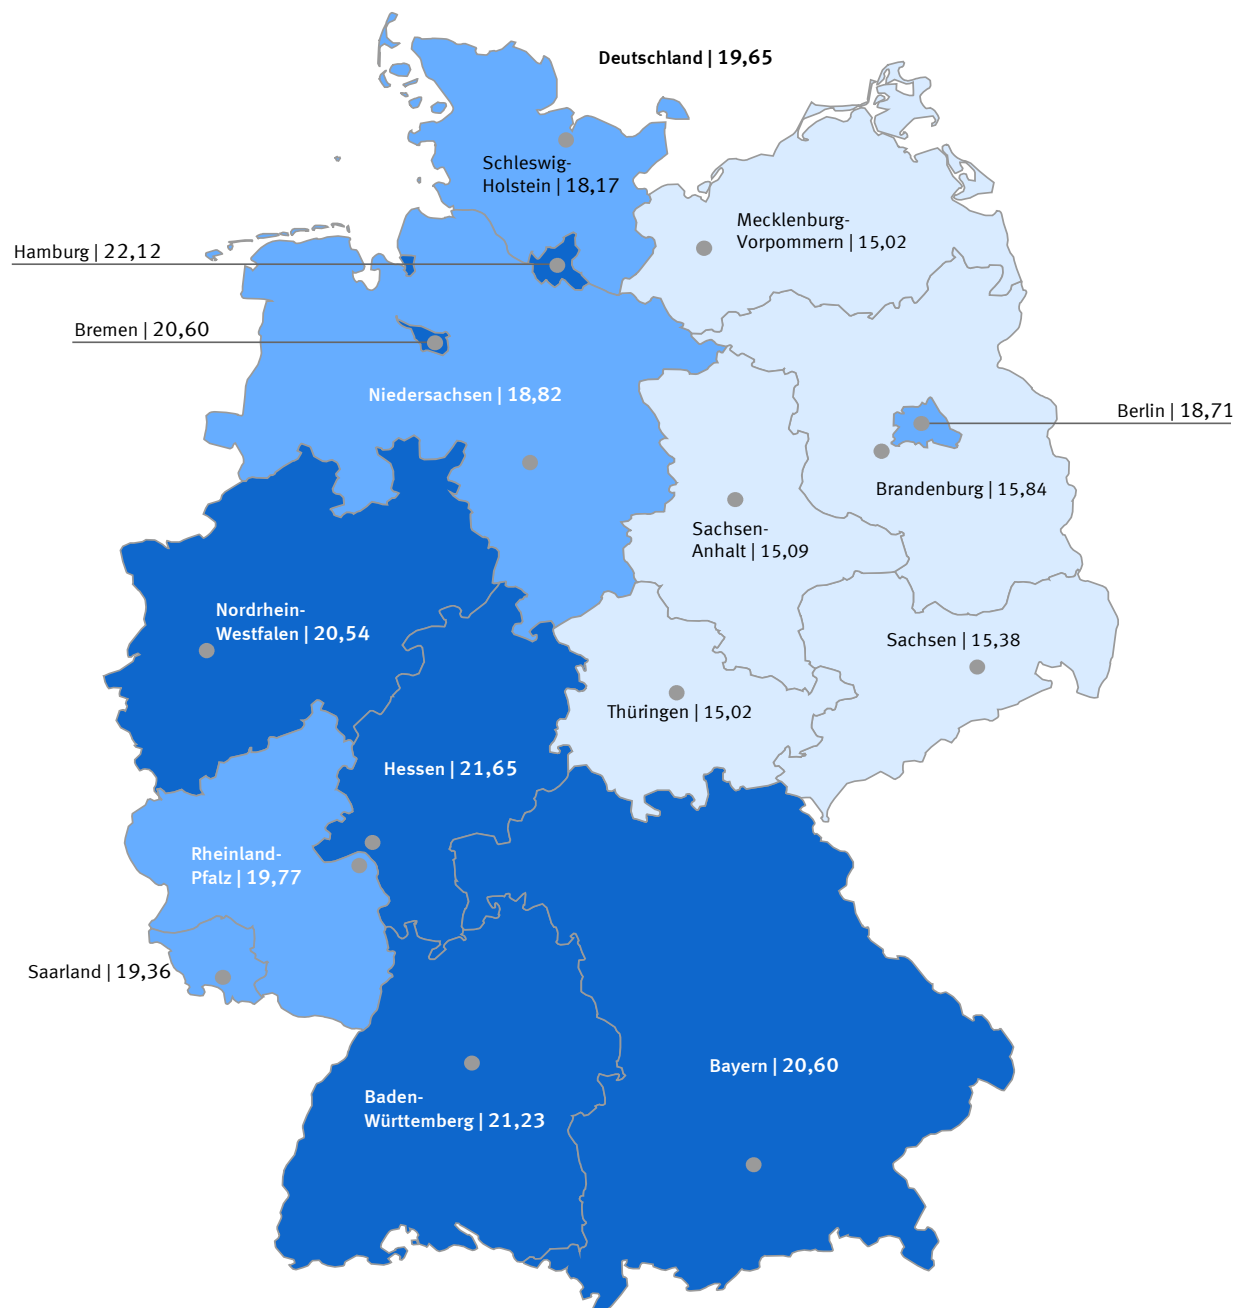 Deutschland | 19,65
Schleswig-
Holstein | 18,17
Mecklenburg-
Vorpommern | 15,02
Hamburg | 22,12
Bremen | 20,60
Niedersachsen | 18,82
Berlin | 18,71
Brandenburg | 15,84
Sachsen-
Anhalt | 15,09
Nordrhein-
Westfalen | 20,54
Sachsen | 15,38
Thüringen | 15,02
Hessen | 21,65
Rheinland-
Pfalz | 19,77
Saarland | 19,36
Bayern | 20,60
Baden-
Württemberg | 21,23